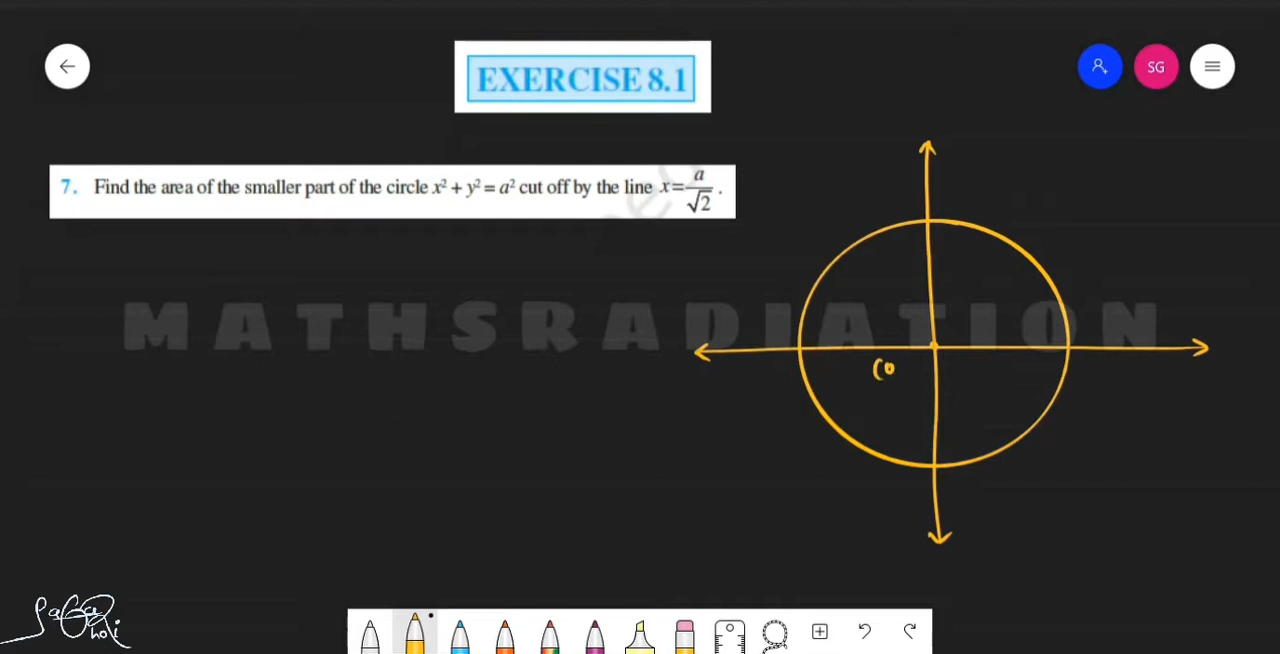 EXERCISE 8.1
SG
7. Find the area of the smaller part of the circle x² + y² = a² cut off by the line x = a/√2 .
MATHSRADIATION
(0